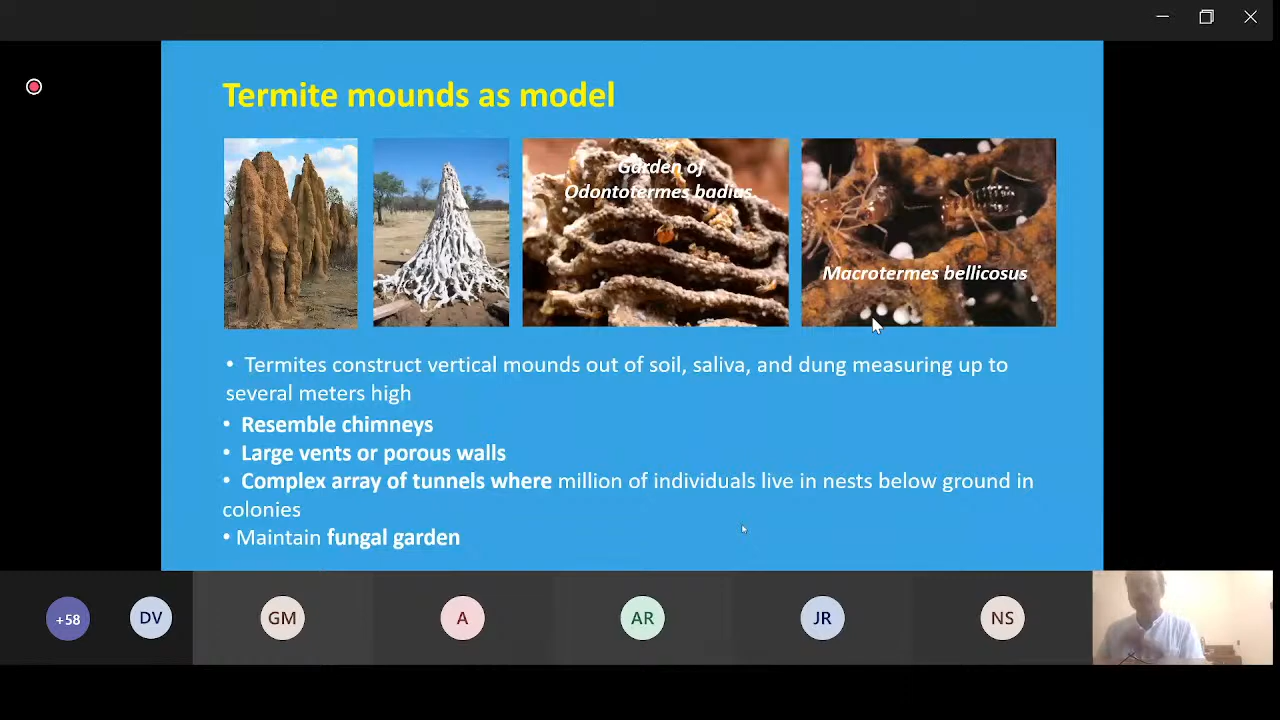 Termite mounds as model
Garden of
Odontotermes badius
Macrotermes bellicosus
• Termites construct vertical mounds out of soil, saliva, and dung measuring up to
several meters high
• Resemble chimneys
• Large vents or porous walls
• Complex array of tunnels where million of individuals live in nests below ground in
colonies
• Maintain fungal garden
+58
DV
GM
A
AR
JR
NS